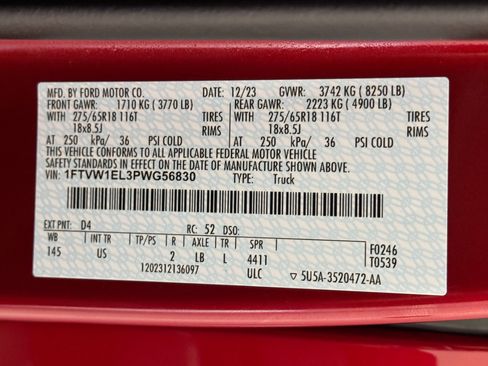 MFD. BY FORD MOTOR CO. 12/23 GVWR: 3742 KG ( 8250 LB)
FRONT GAWR: 1710 KG ( 3770 LB) REAR GAWR: 2223 KG ( 4900 LB)
WITH 275/65R18 116T TIRES WITH 275/65R18 116T TIRES
18x8.5J RIMS 18x8.5J RIMS
AT 250 kPa/ 36 PSI COLD AT 250 kPa/ 36 PSI COLD
THIS VEHICLE CONFORMS TO ALL APPLICABLE FEDERAL MOTOR VEHICLE
SAFETY STANDARDS IN EFFECT ON THE DATE OF MANUFACTURE SHOWN ABOVE.
VIN: 1FTVW1EL3PWG56830 TYPE: Truck
EXT PNT: D4 RC: 52 DSO:
WB INT TR TP/PS R AXLE TR SPR F0246
145 US 2 LB L 4411 T0539
1202312136097 ULC 5U5A-3520472-AA